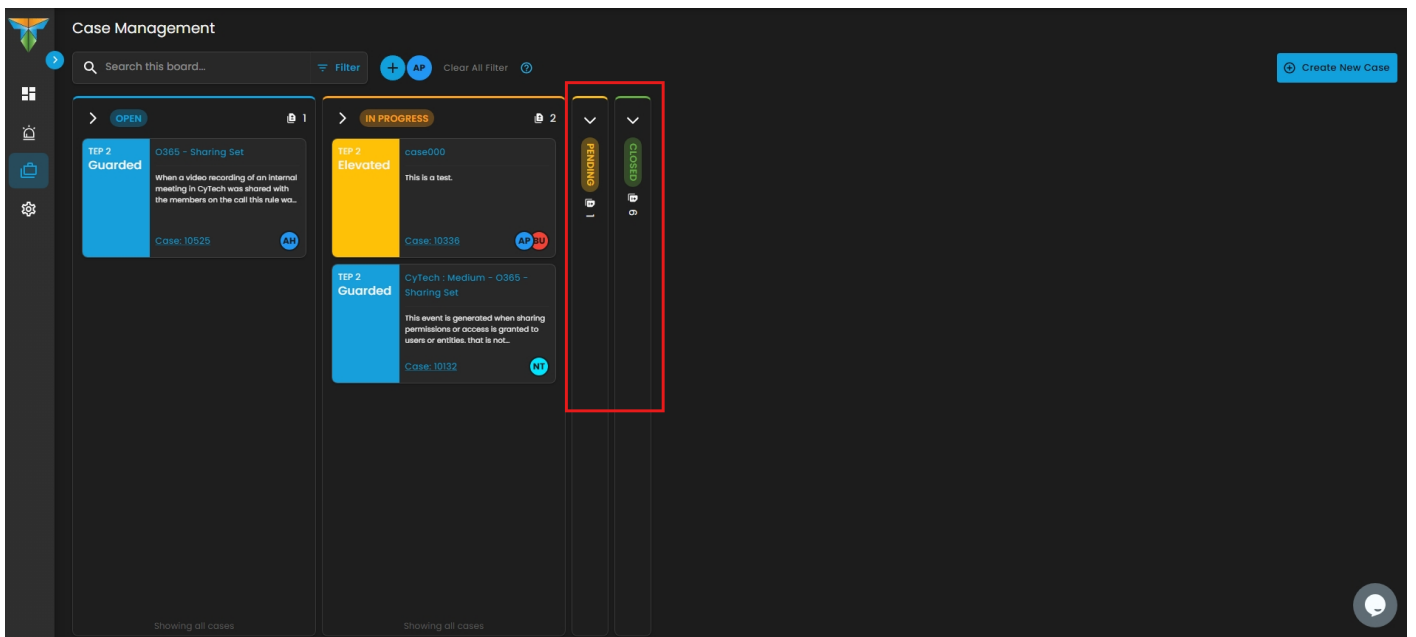 Case Management
Search this board...
Filter
AP
Clear All Filter
Create New Case
OPEN
1
TEP 2
Guarded
O365 - Sharing Set
When a video recording of an internal
meeting in CyTech was shared with
the members on the call this rule wa...
Case: 10525
AH
Showing all cases
IN PROGRESS
2
TEP 2
Elevated
case000
This is a test.
Case: 10336
AP
BU
TEP 2
Guarded
CyTech : Medium - O365 -
Sharing Set
This event is generated when sharing
permissions or access is granted to
users or entities. that is not...
Case: 10132
NT
Showing all cases
PENDING
1
CLOSED
6